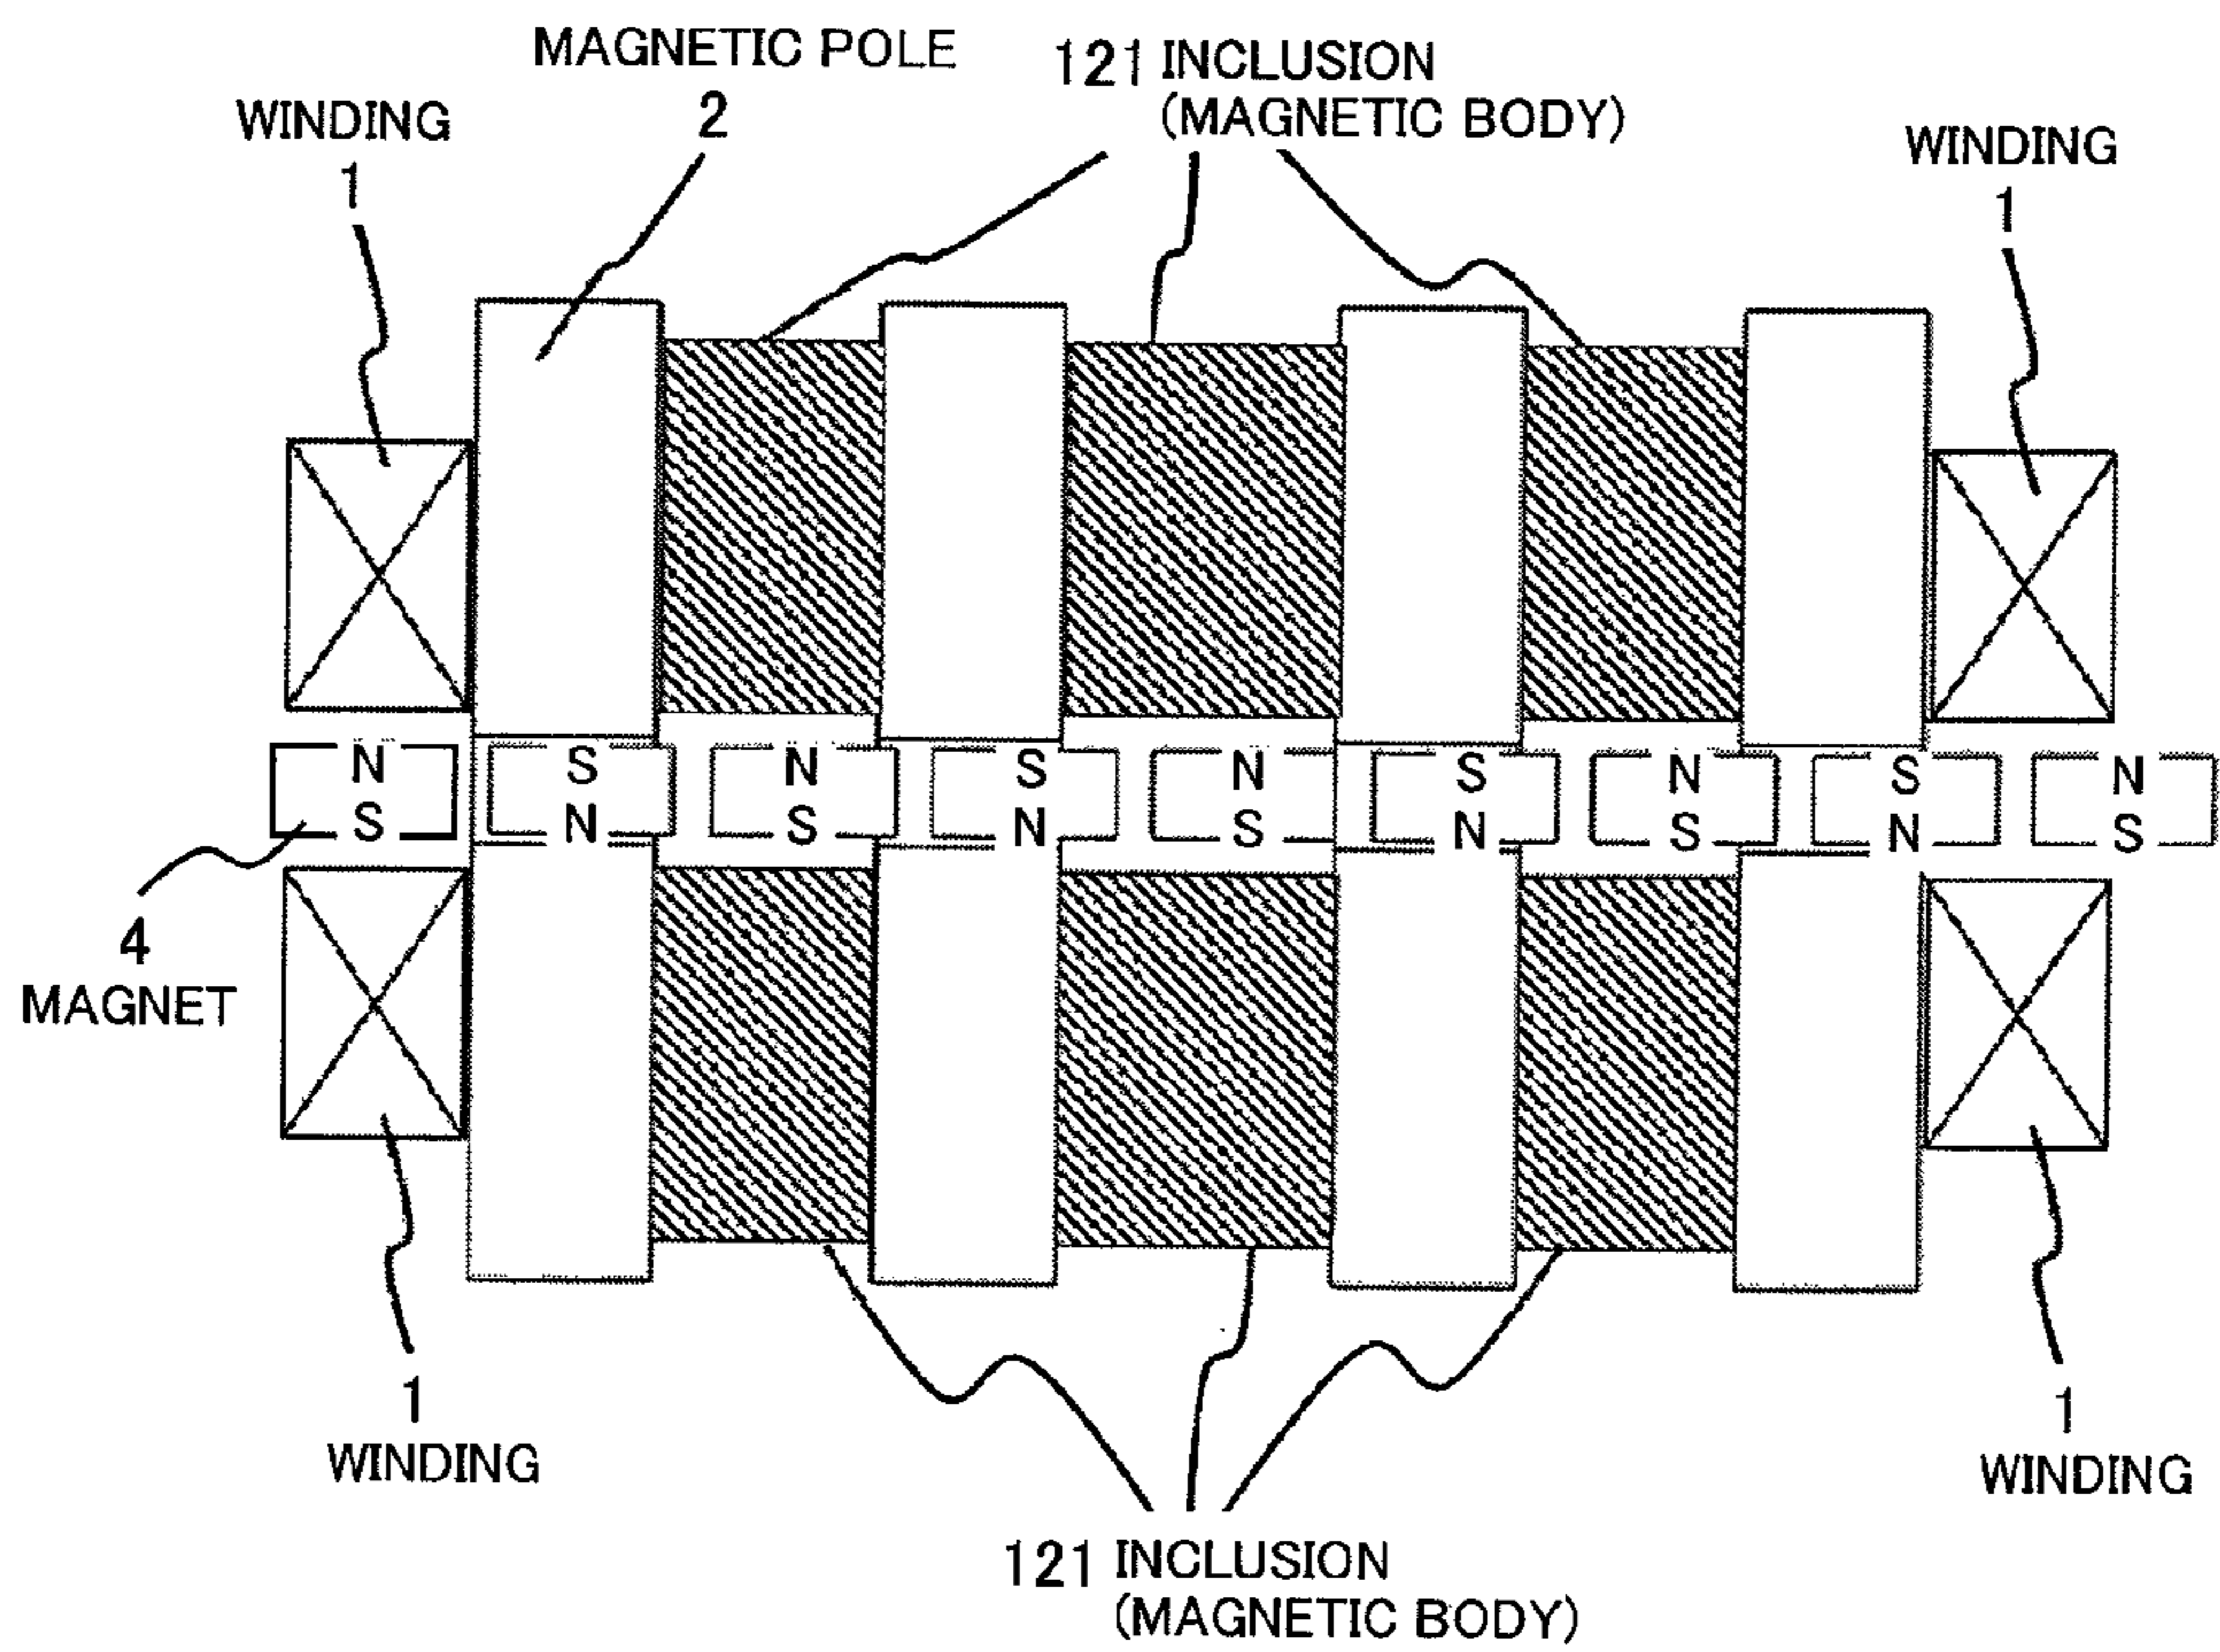 MAGNETIC POLE
2
121 INCLUSION
(MAGNETIC BODY)
WINDING
1
WINDING
1
N S N S N S N S N
S N S N S N S N S
4
MAGNET
1
WINDING
1
WINDING
121 INCLUSION
(MAGNETIC BODY)